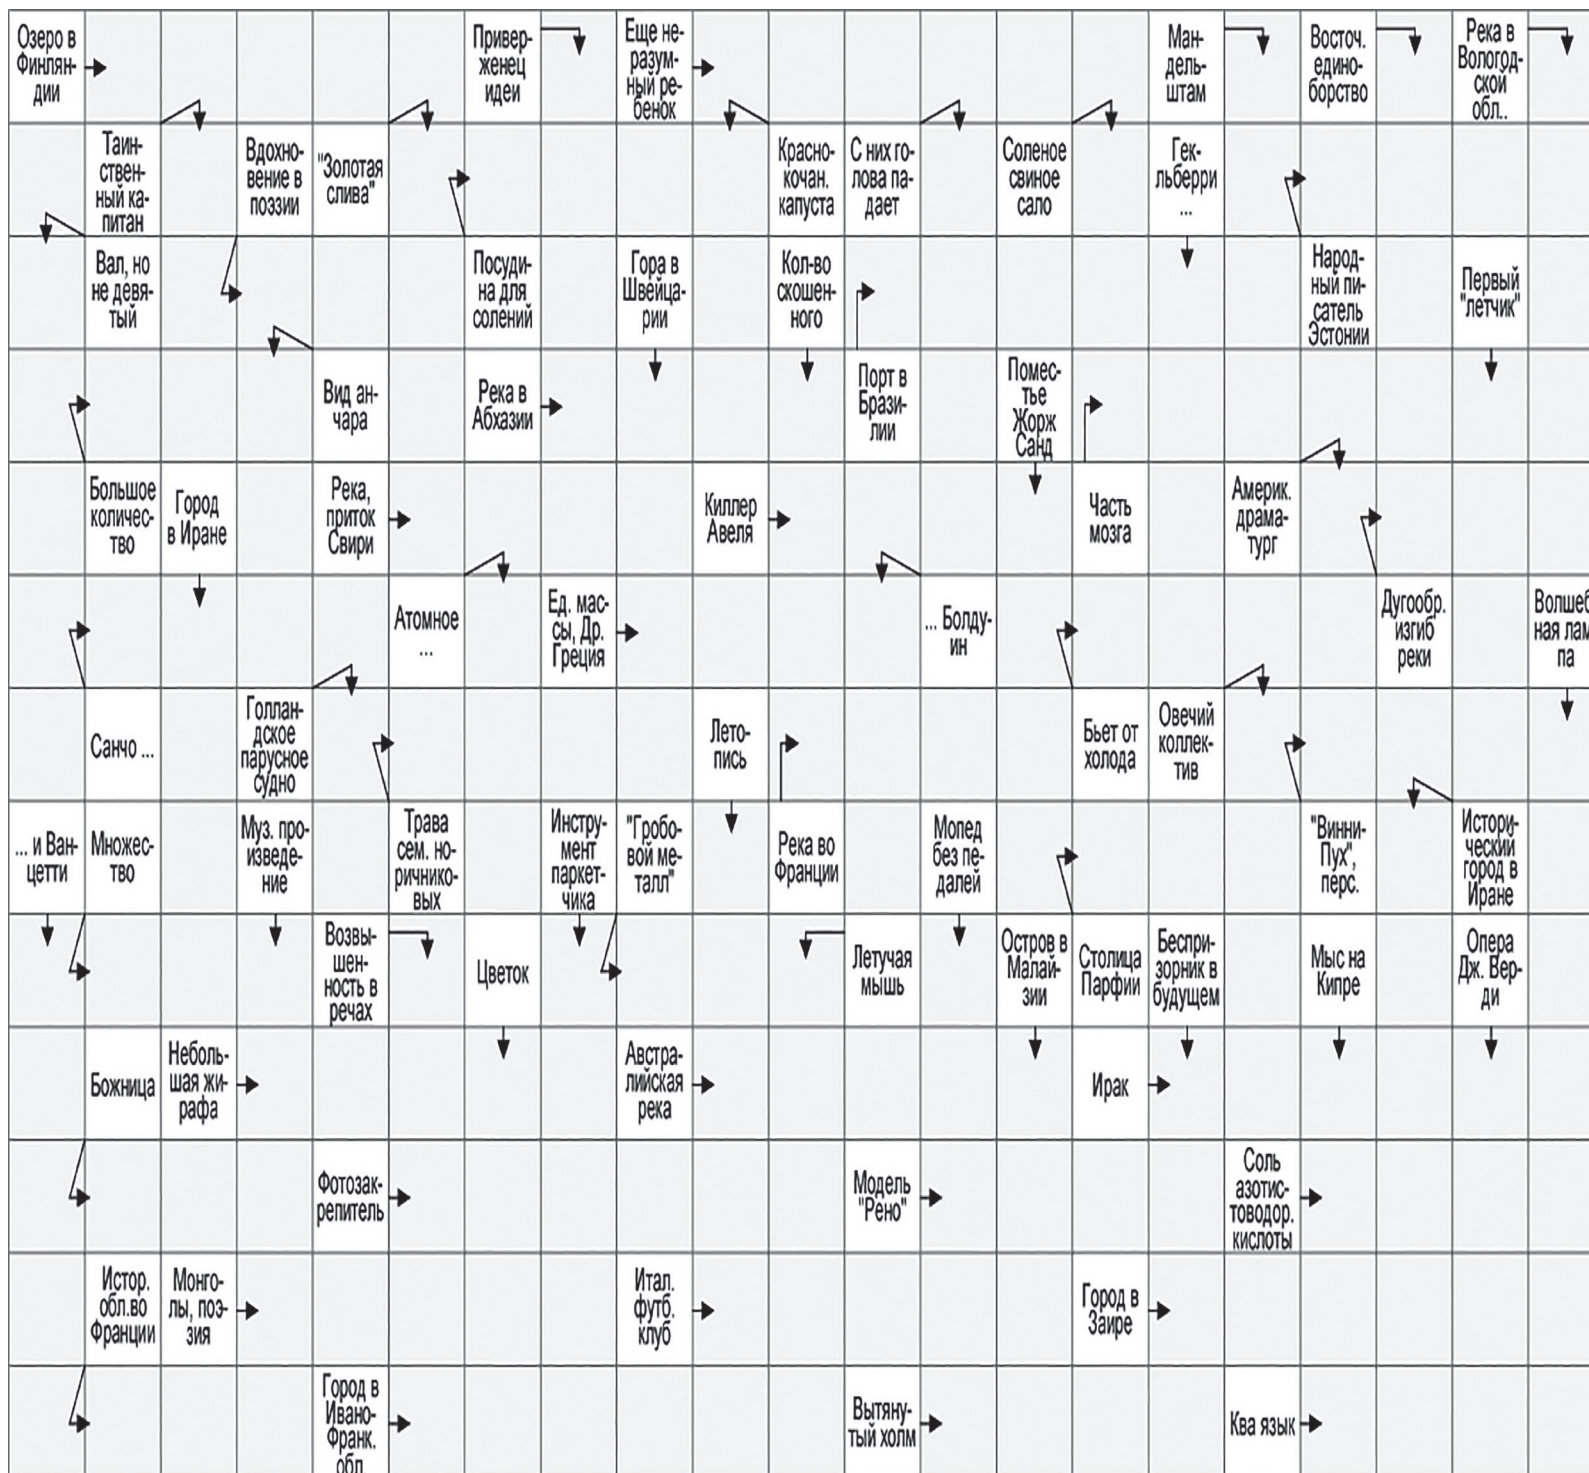 Озеро в
Финлян-
дии
Привер-
женец
идеи
Еще не-
разум-
ный ре-
бенок
Ман-
дель-
штам
Восточ.
едино-
борство
Река в
Вологод-
ской
обл..
Таин-
ствен-
ный ка-
питан
Вдохно-
вение в
поэзии
"Золотая
слива"
Красно-
кочан.
капуста
С них го-
лова па-
дает
Соленое
свиное
сало
Гек-
льберри
...
Вал, но
не девя-
тый
Посуди-
на для
солений
Гора в
Швейца-
рии
Кол-во
скошен-
ного
Народ-
ный пи-
сатель
Эстонии
Первый
"летчик"
Вид ан-
чара
Река в
Абхазии
Порт в
Брази-
лии
Помес-
тье
Жорж
Санд
Большое
количес-
тво
Город
в Иране
Река,
приток
Свири
Киллер
Авеля
Часть
мозга
Америк.
драма-
тург
Атомное
...
Ед. мас-
сы, Др.
Греция
... Болду-
ин
Дугообр.
изгиб
реки
Волшеб
ная лам
па
Санчо ...
Голлан-
дское
парусное
судно
Лето-
пись
Бьет от
холода
Овечий
коллек-
тив
... и Ван-
цетти
Множес-
тво
Муз. про-
изведе-
ние
Трава
сем. но-
ричнико-
вых
Инстру-
мент
паркет-
чика
"Гробо-
вой ме-
талл"
Река во
Франции
Мопед
без пе-
далей
"Винни-
Пух",
перс.
Истори-
ческий
город в
Иране
Возвы-
шен-
ность в
речах
Цветок
Летучая
мышь
Остров в
Малай-
зии
Столица
Парфии
Беспри-
зорник в
будущем
Мыс на
Кипре
Опера
Дж. Вер-
ди
Божница
Неболь-
шая жи-
рафа
Австра-
лийская
река
Ирак
Фотозак-
репитель
Модель
"Рено"
Соль
азотис-
товодор.
кислоты
Истор.
обл.во
Франции
Монго-
лы, поэ-
зия
Итал.
футб.
клуб
Город в
Заире
Город в
Ивано-
Франк.
обл
Вытяну-
тый холм
Ква язык